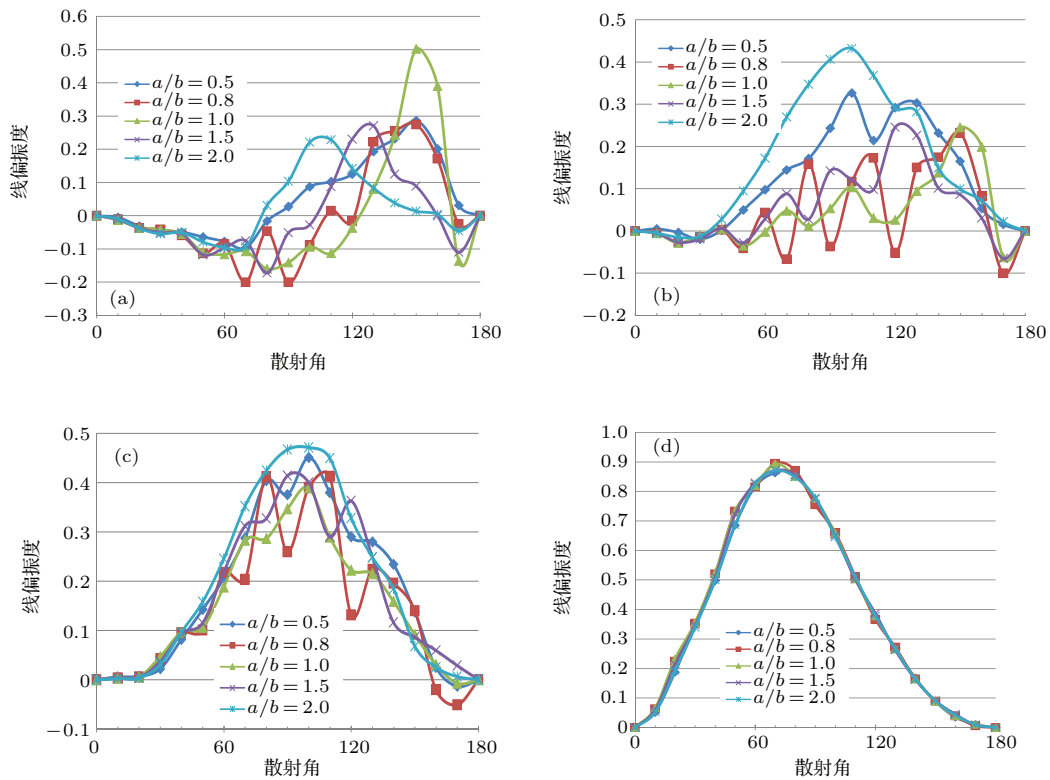 0.6
0.5
0.4
0.3
0.2
0.1
0
−0.1
−0.2
−0.3
线偏振度
a/b = 0.5
a/b = 0.8
a/b = 1.0
a/b = 1.5
a/b = 2.0
(a)
0 60 120 180
散射角
0.5
0.4
0.3
0.2
0.1
0
−0.1
−0.2
线偏振度
a/b = 0.5
a/b = 0.8
a/b = 1.0
a/b = 1.5
a/b = 2.0
(b)
0 60 120 180
散射角
0.5
0.4
0.3
0.2
0.1
0
−0.1
线偏振度
(c)
a/b = 0.5
a/b = 0.8
a/b = 1.0
a/b = 1.5
a/b = 2.0
0 60 120 180
散射角
1.0
0.9
0.8
0.7
0.6
0.5
0.4
0.3
0.2
0.1
0
线偏振度
(d)
a/b = 0.5
a/b = 0.8
a/b = 1.0
a/b = 1.5
a/b = 2.0
0 60 120 180
散射角